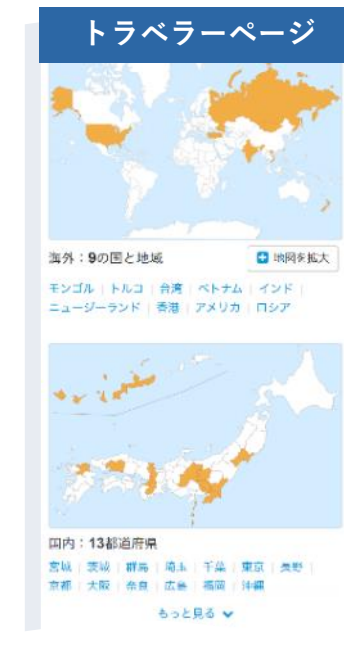 トラベラーページ
海外：9の国と地域
地図を拡大
モンゴル | トルコ | 台湾 | ベトナム | インド |
ニュージーランド | 香港 | アメリカ | ロシア
国内：13都道府県
宮城 | 茨城 | 群馬 | 埼玉 | 千葉 | 東京 | 長野 |
京都 | 大阪 | 奈良 | 広島 | 福岡 | 沖縄
もっと見る